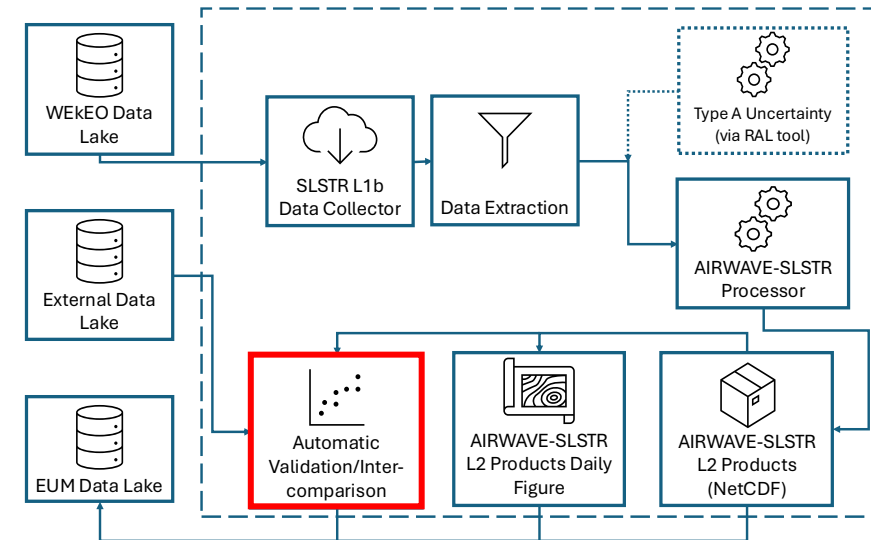 WEkEO Data
Lake
SLSTR L1b
Data Collector
Data Extraction
Type A Uncertainty
(via RAL tool)
External Data
Lake
AIRWAVE-SLSTR
Processor
EUM Data Lake
Automatic
Validation/Inter-
comparison
AIRWAVE-SLSTR
L2 Products Daily
Figure
AIRWAVE-SLSTR
L2 Products
(NetCDF)